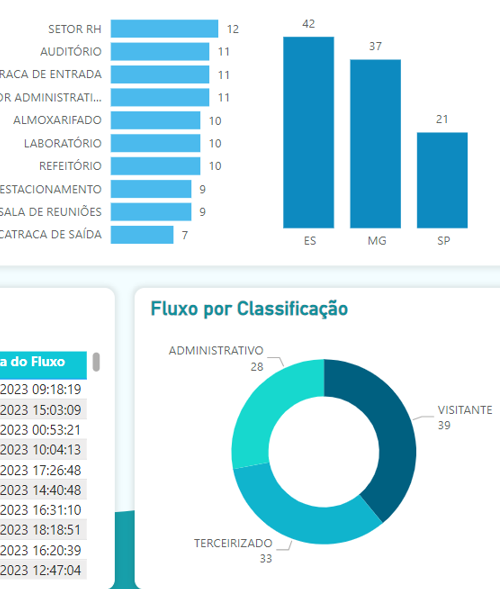 SETOR RH 12
AUDITÓRIO 11
RACA DE ENTRADA 11
OR ADMINISTRATI... 11
ALMOXARIFADO 10
LABORATÓRIO 10
REFEITÓRIO 10
ESTACIONAMENTO 9
SALA DE REUNIÕES 9
CATRACA DE SAÍDA 7
42
37
21
ES MG SP
a do Fluxo
2023 09:18:19
2023 15:03:09
2023 00:53:21
2023 10:04:13
2023 17:26:48
2023 14:40:48
2023 16:31:10
2023 18:18:51
2023 16:20:39
2023 12:47:04
Fluxo por Classificação
ADMINISTRATIVO
28
VISITANTE
39
TERCEIRIZADO
33